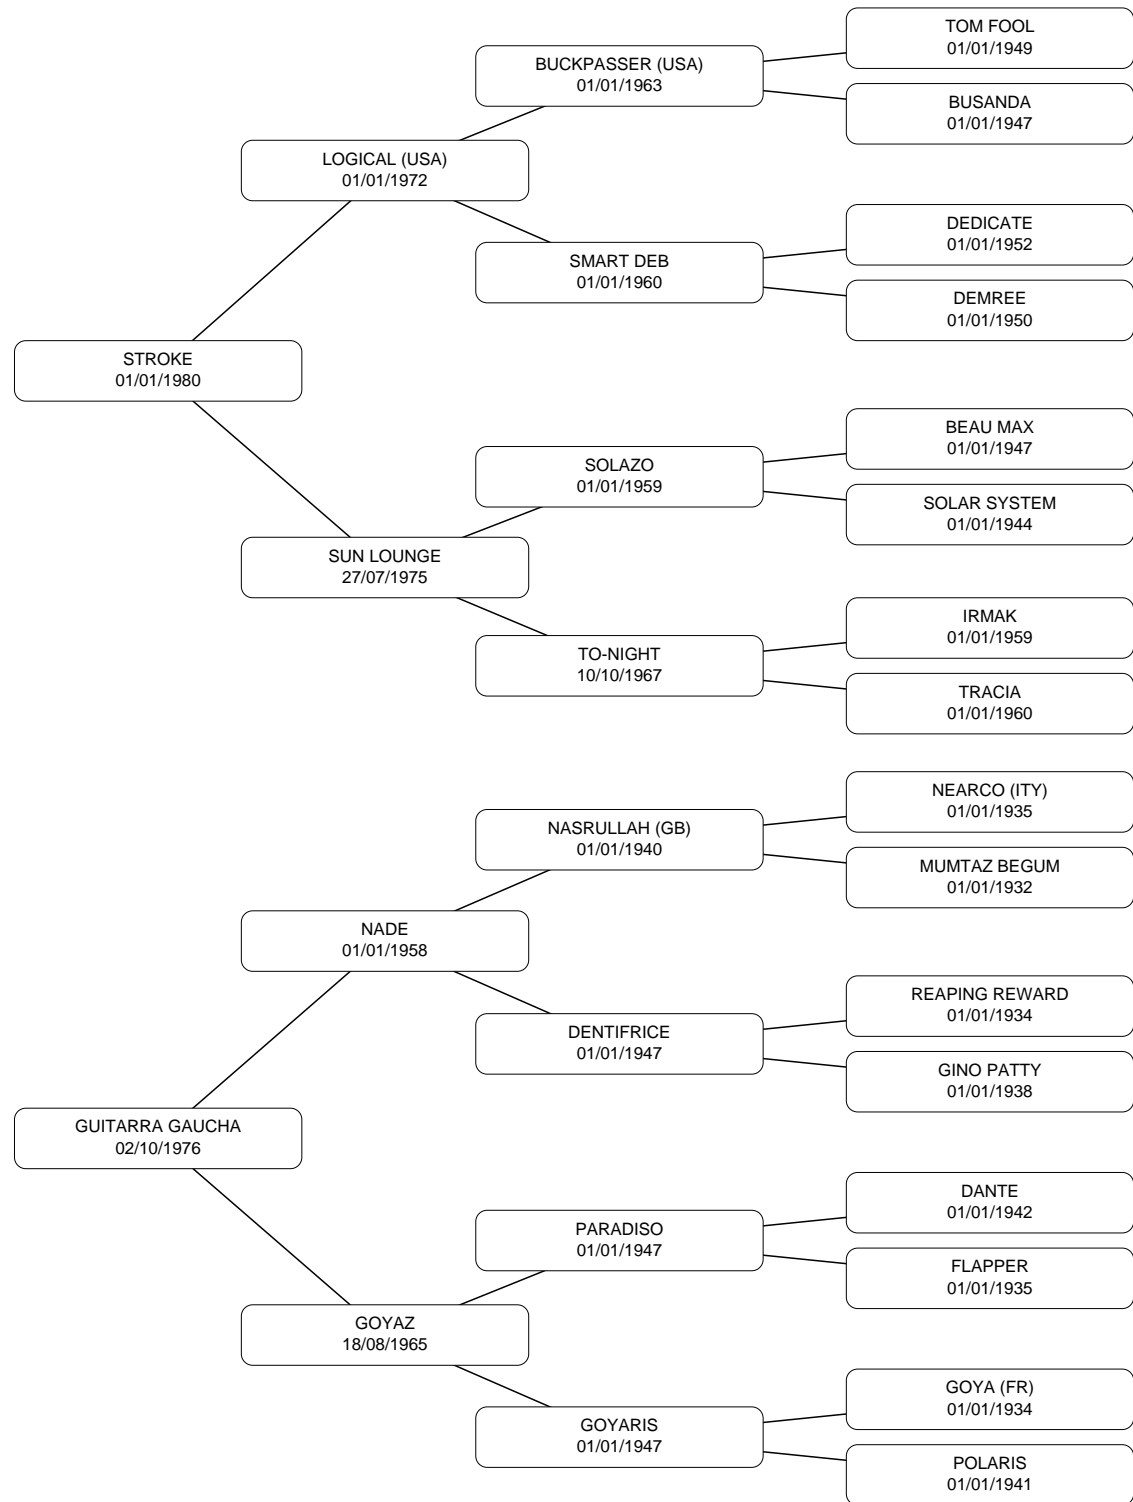 TOM FOOL
01/01/1949
BUCKPASSER (USA)
01/01/1963
BUSANDA
01/01/1947
LOGICAL (USA)
01/01/1972
DEDICATE
01/01/1952
SMART DEB
01/01/1960
DEMREE
01/01/1950
STROKE
01/01/1980
BEAU MAX
01/01/1947
SOLAZO
01/01/1959
SOLAR SYSTEM
01/01/1944
SUN LOUNGE
27/07/1975
IRMAK
01/01/1959
TO-NIGHT
10/10/1967
TRACIA
01/01/1960
NEARCO (ITY)
01/01/1935
NASRULLAH (GB)
01/01/1940
MUMTAZ BEGUM
01/01/1932
NADE
01/01/1958
REAPING REWARD
01/01/1934
DENTIFRICE
01/01/1947
GINO PATTY
01/01/1938
GUITARRA GAUCHA
02/10/1976
DANTE
01/01/1942
PARADISO
01/01/1947
FLAPPER
01/01/1935
GOYAZ
18/08/1965
GOYA (FR)
01/01/1934
GOYARIS
01/01/1947
POLARIS
01/01/1941